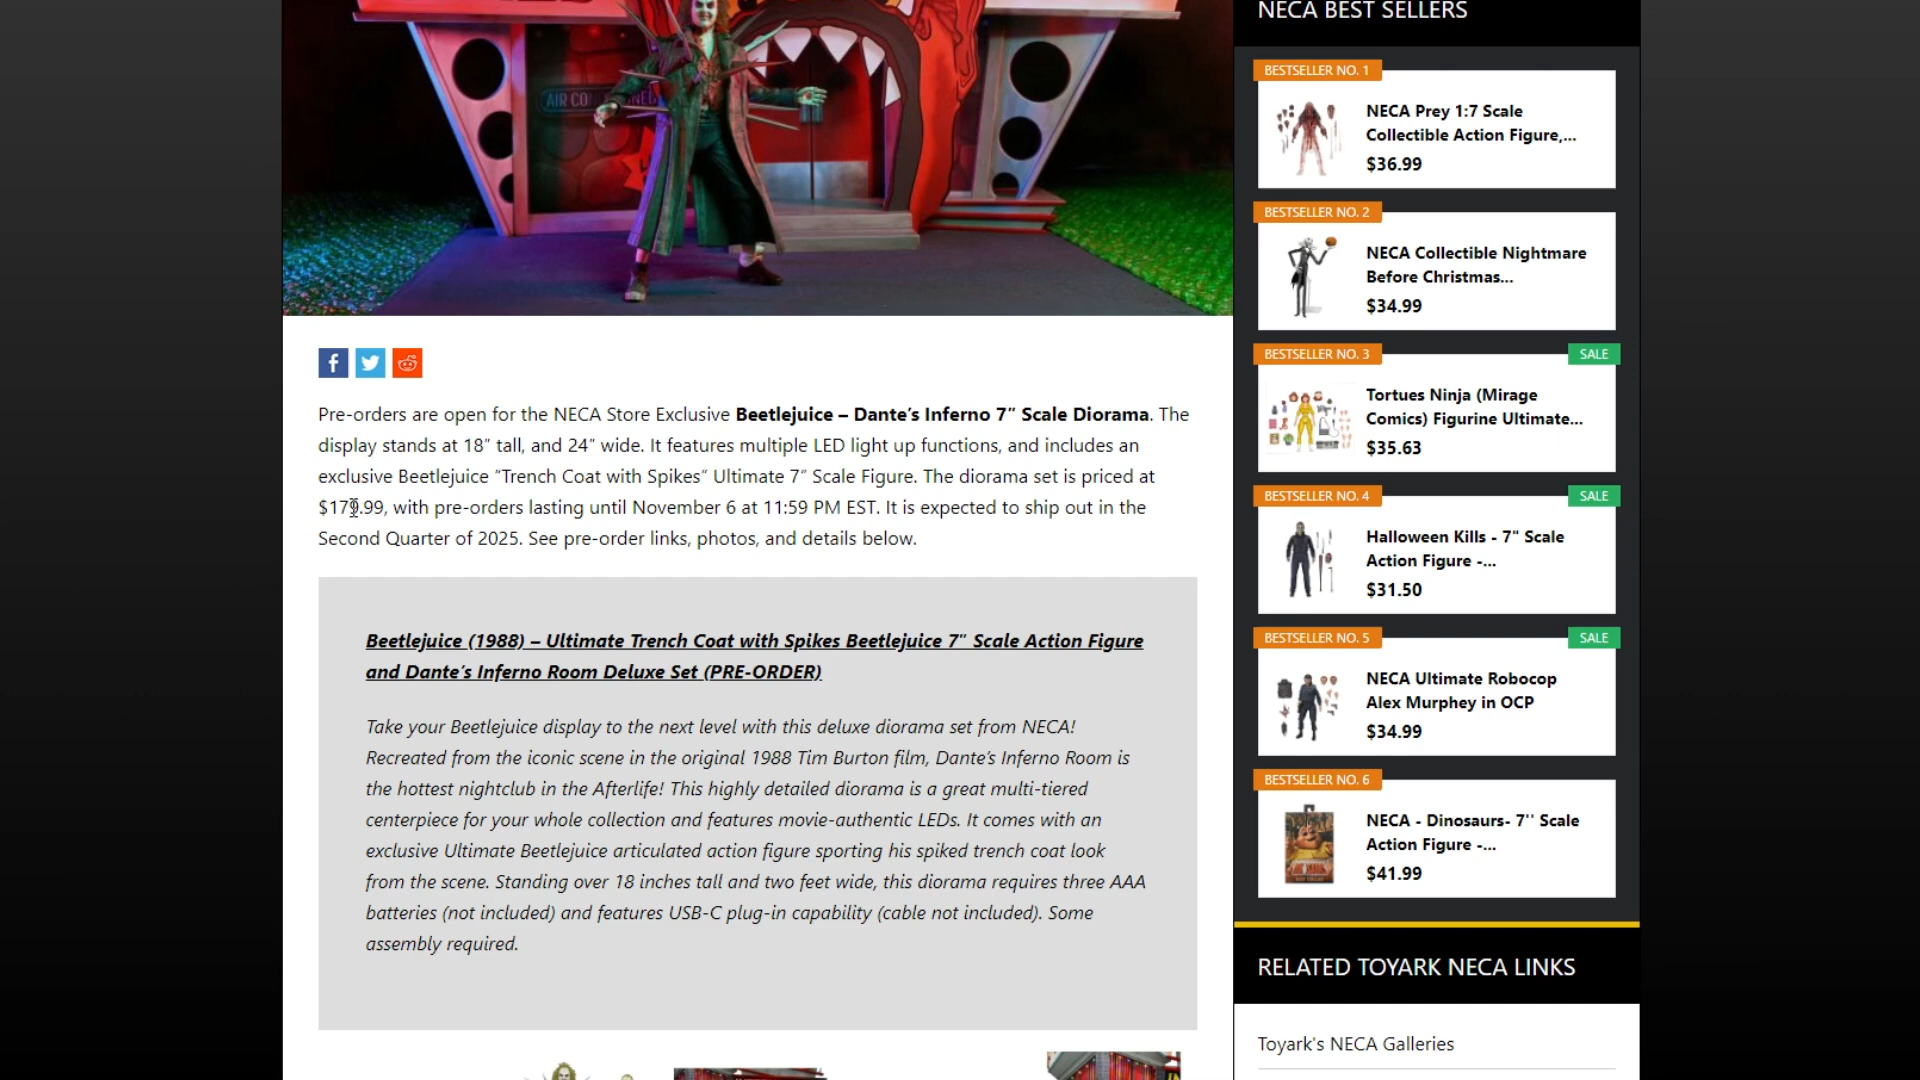 NECA BEST SELLERS
AIR CO
Pre-orders are open for the NECA Store Exclusive Beetlejuice – Dante’s Inferno 7″ Scale Diorama. The
display stands at 18″ tall, and 24″ wide. It features multiple LED light up functions, and includes an
exclusive Beetlejuice “Trench Coat with Spikes” Ultimate 7″ Scale Figure. The diorama set is priced at
$179.99, with pre-orders lasting until November 6 at 11:59 PM EST. It is expected to ship out in the
Second Quarter of 2025. See pre-order links, photos, and details below.
Beetlejuice (1988) – Ultimate Trench Coat with Spikes Beetlejuice 7″ Scale Action Figure
and Dante’s Inferno Room Deluxe Set (PRE-ORDER)
Take your Beetlejuice display to the next level with this deluxe diorama set from NECA!
Recreated from the iconic scene in the original 1988 Tim Burton film, Dante’s Inferno Room is
the hottest nightclub in the Afterlife! This highly detailed diorama is a great multi-tiered
centerpiece for your whole collection and features movie-authentic LEDs. It comes with an
exclusive Ultimate Beetlejuice articulated action figure sporting his spiked trench coat look
from the scene. Standing over 18 inches tall and two feet wide, this diorama requires three AAA
batteries (not included) and features USB-C plug-in capability (cable not included). Some
assembly required.
BESTSELLER NO. 1
NECA Prey 1:7 Scale
Collectible Action Figure,...
$36.99
BESTSELLER NO. 2
NECA Collectible Nightmare
Before Christmas...
$34.99
BESTSELLER NO. 3
SALE
Tortues Ninja (Mirage
Comics) Figurine Ultimate...
$35.63
BESTSELLER NO. 4
SALE
Halloween Kills - 7" Scale
Action Figure -...
$31.50
BESTSELLER NO. 5
SALE
NECA Ultimate Robocop
Alex Murphey in OCP
$34.99
BESTSELLER NO. 6
NECA - Dinosaurs- 7'' Scale
Action Figure -...
$41.99
RELATED TOYARK NECA LINKS
Toyark's NECA Galleries